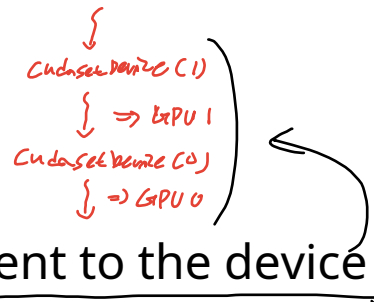 cudaSetDevice(1)
⇒ GPU 1
cudaSetDevice(0)
⇒ GPU 0
ent to the device